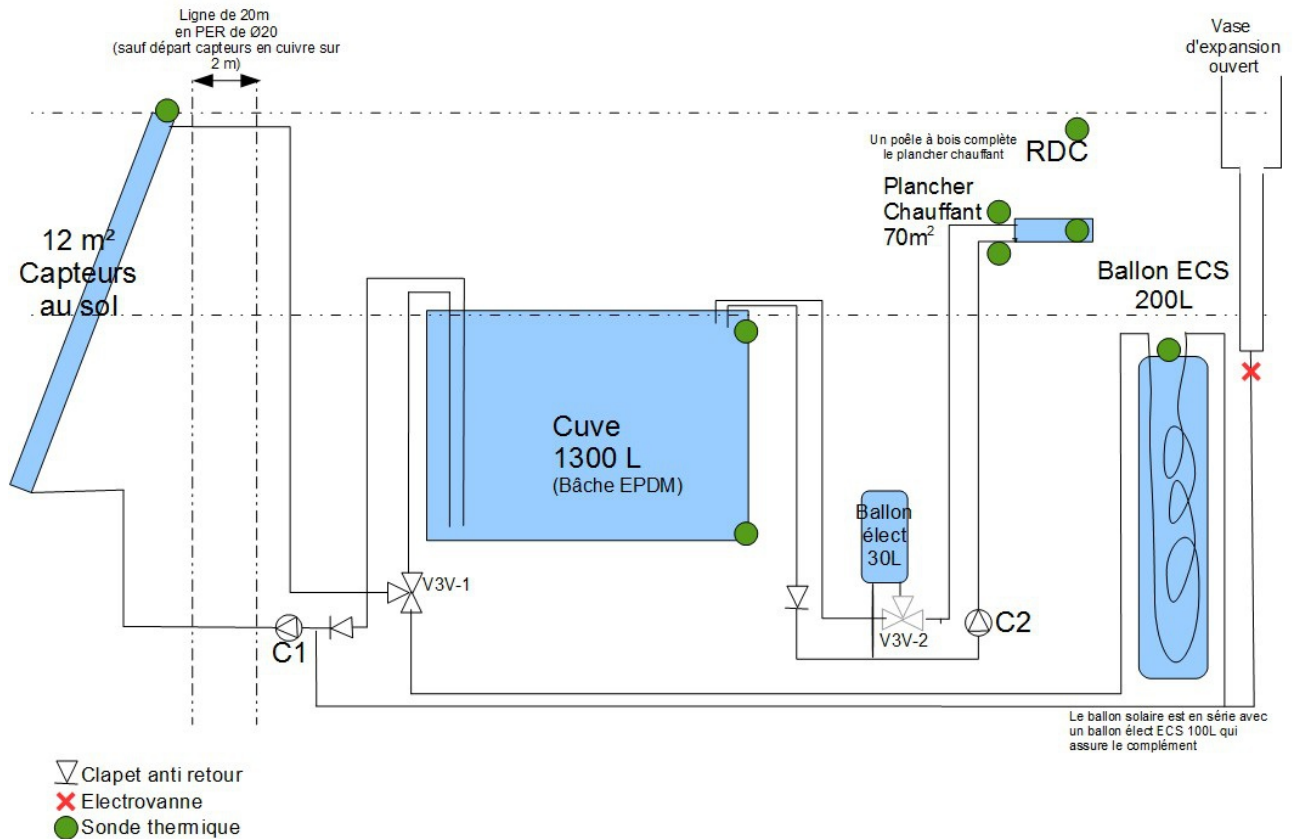 Ligne de 20m
en PER de Ø20
(sauf départ capteurs en cuivre sur
2 m)
Vase
d'expansion
ouvert
Un poêle à bois complète
le plancher chauffant
RDC
Plancher
Chauffant
70m²
12 m²
Capteurs
au sol
Ballon ECS
200L
Cuve
1300 L
(Bâche EPDM)
Ballon
élect
30L
V3V-1
C1
V3V-2
C2
Le ballon solaire est en série avec
un ballon élect ECS 100L qui
assure le complément
Clapet anti retour
Electrovanne
Sonde thermique